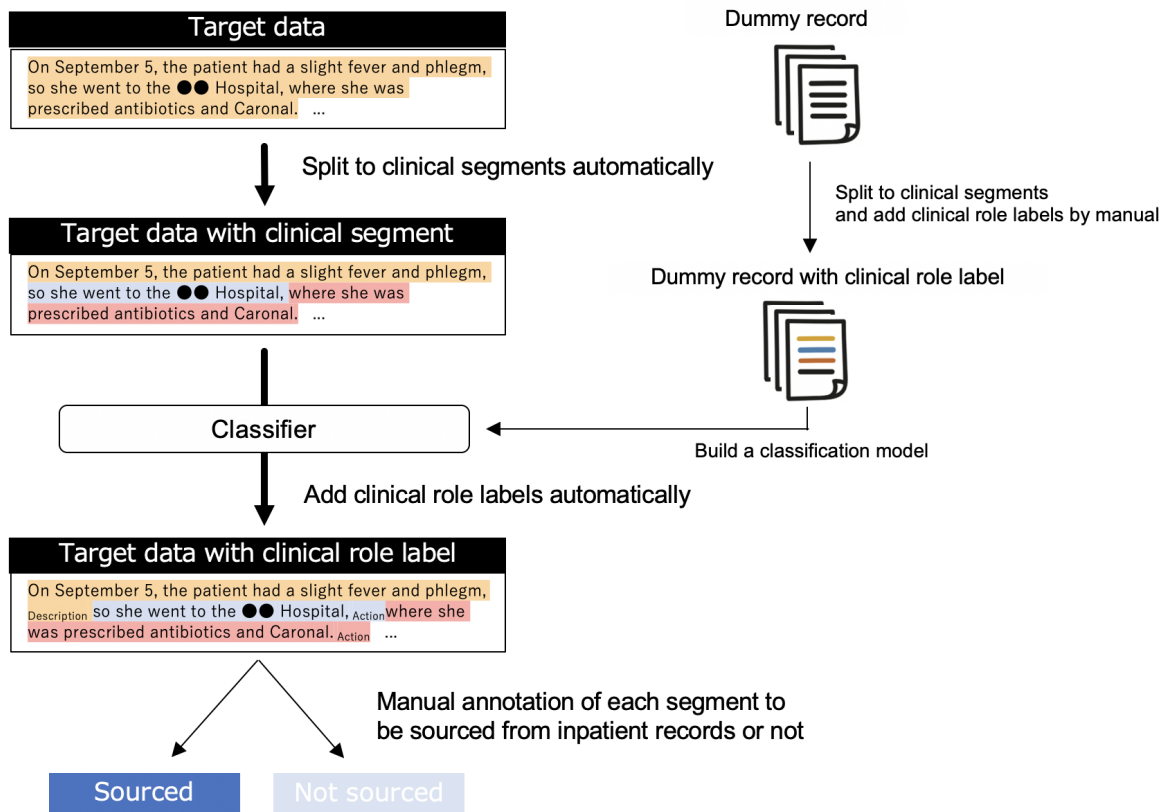 Target data
On September 5, the patient had a slight fever and phlegm,
so she went to the ●● Hospital, where she was
prescribed antibiotics and Caronal. ...
Dummy record
Split to clinical segments automatically
Split to clinical segments
and add clinical role labels by manual
Target data with clinical segment
On September 5, the patient had a slight fever and phlegm,
so she went to the ●● Hospital, where she was
prescribed antibiotics and Caronal. ...
Dummy record with clinical role label
Classifier
Build a classification model
Add clinical role labels automatically
Target data with clinical role label
On September 5, the patient had a slight fever and phlegm,
Description so she went to the ●● Hospital, Action where she
was prescribed antibiotics and Caronal. Action ...
Manual annotation of each segment to
be sourced from inpatient records or not
Sourced
Not sourced